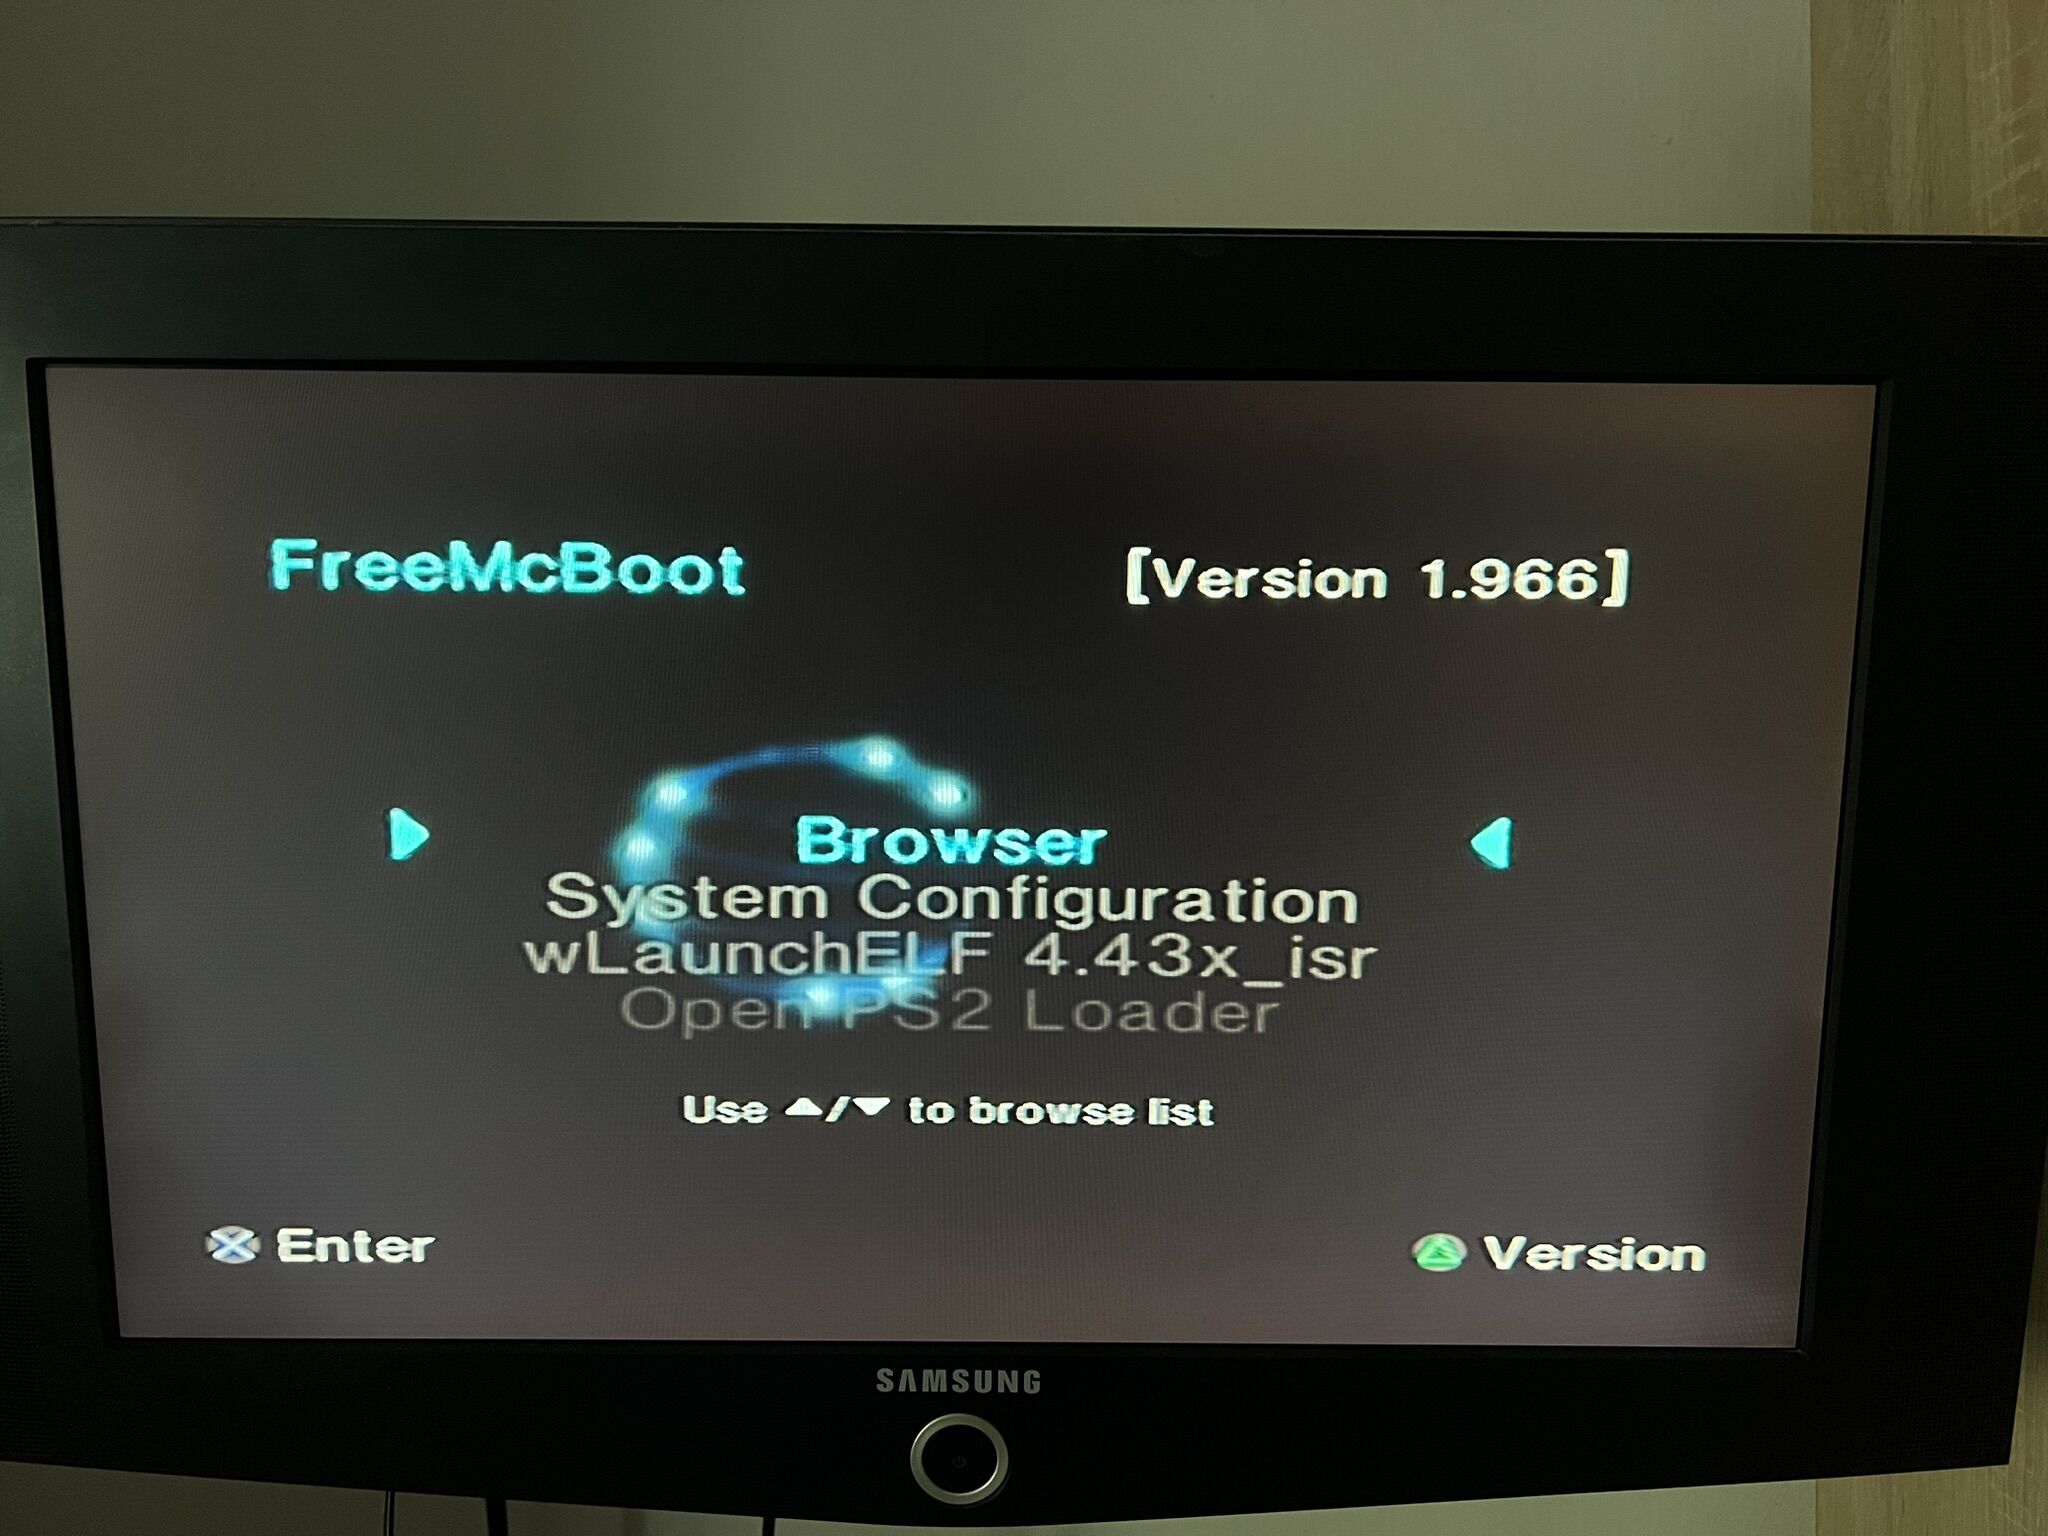 FreeMcBoot [Version 1.966]
Browser
System Configuration
wLaunchELF 4.43x_isr
Open PS2 Loader
Use ▲/▼ to browse list
Enter Version
SAMSUNG